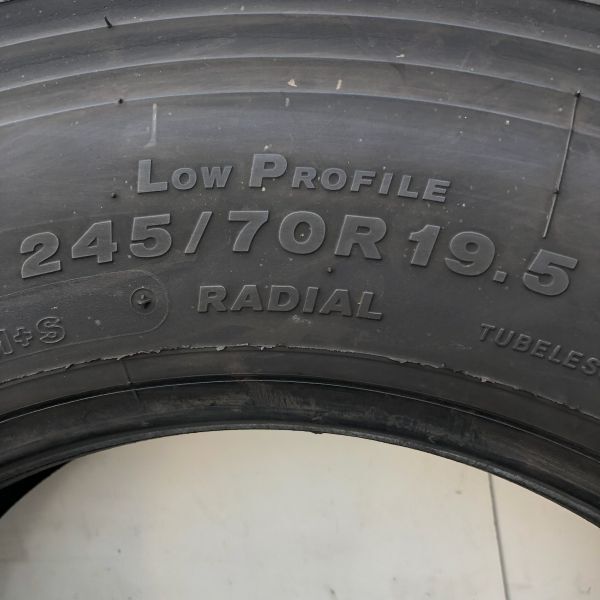 LOW PROFILE
245/70R 19.5
RADIAL
M+S
TUBELES